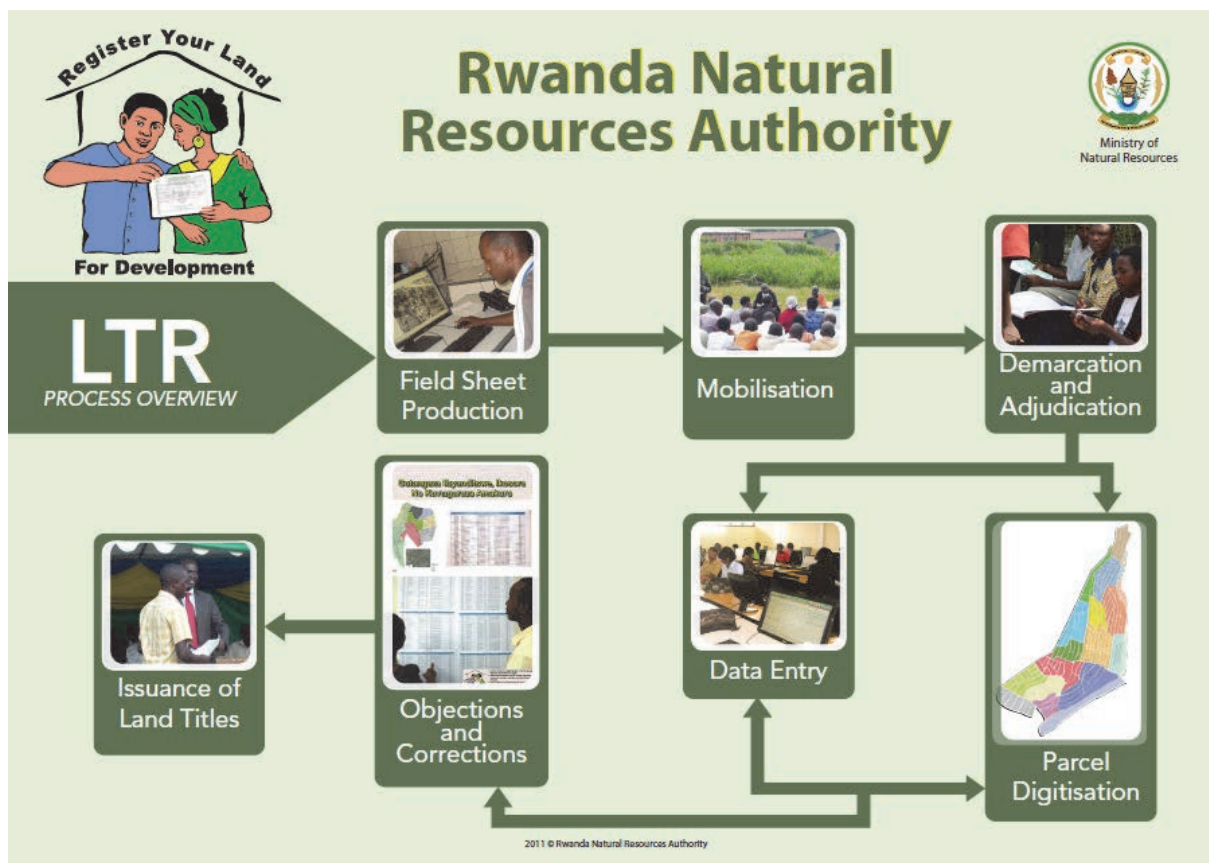 Register Your Land
For Development
Rwanda Natural
Resources Authority
Ministry of
Natural Resources
LTR
PROCESS OVERVIEW
Field Sheet
Production
Mobilisation
Demarcation
and
Adjudication
Data Entry
Parcel
Digitisation
Objections
and
Corrections
Issuance of
Land Titles
2011 © Rwanda Natural Resources Authority